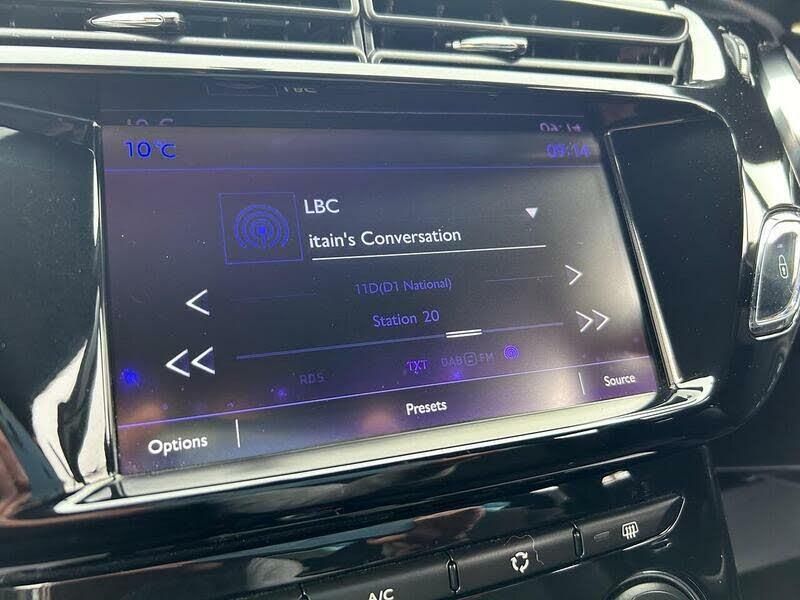 10°C
09:14
LBC
itain's Conversation
11D(D1 National)
Station 20
RDS TXT DAB FM
Options
Presets
Source
A/C